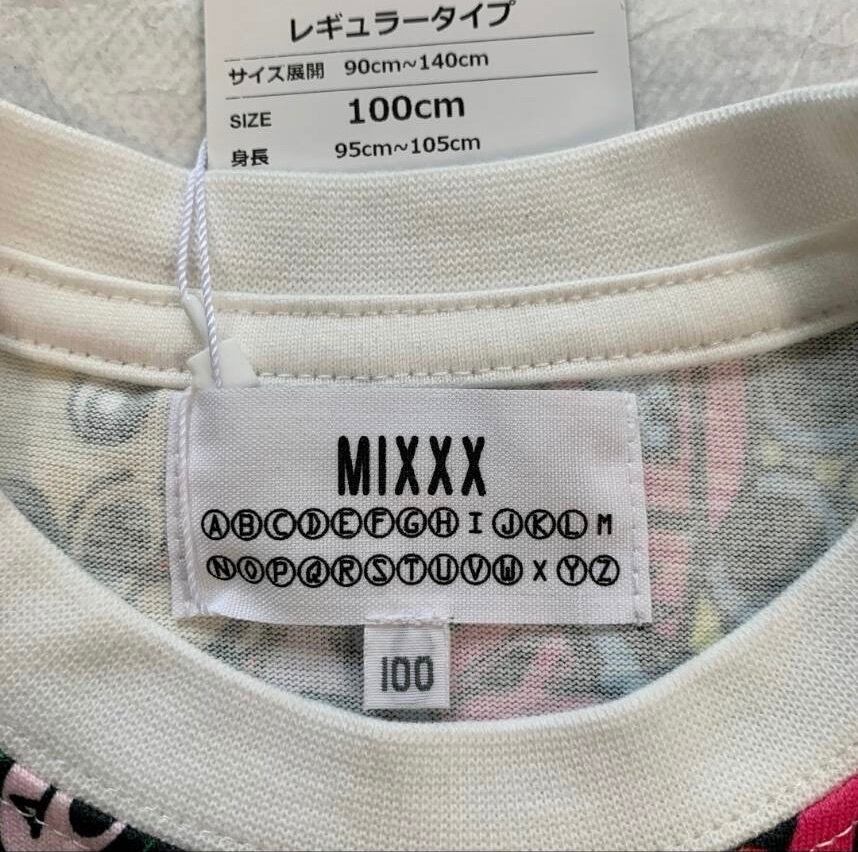 レギュラータイプ
サイズ展開 90cm~140cm
SIZE 100cm
身長 95cm~105cm
MIXXX
ABCDEFGHIJKLM
NOPQRSTUVWXYZ
100